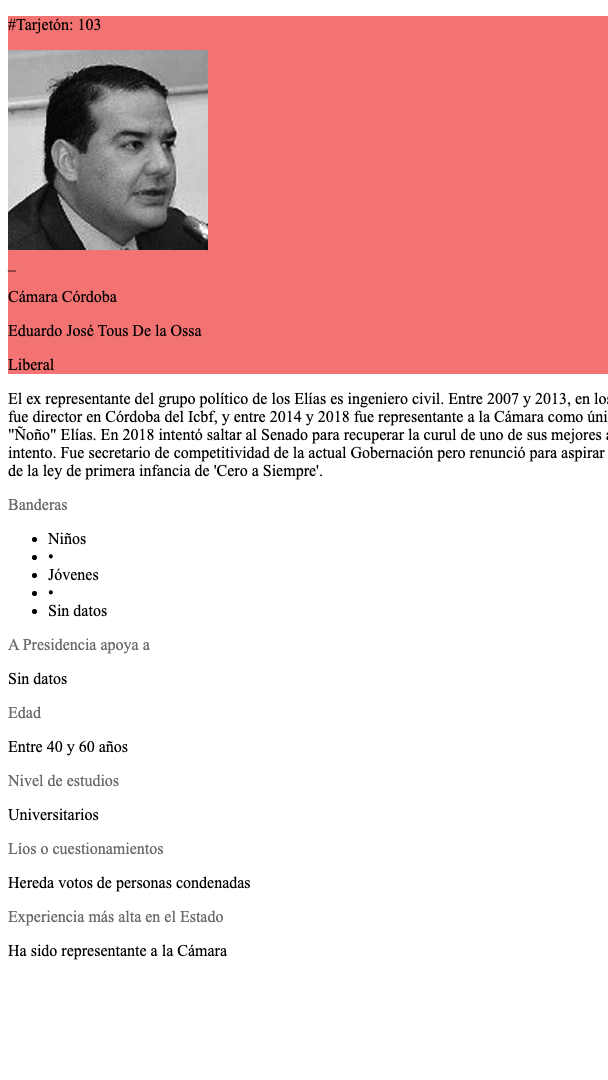 #Tarjetón: 103
_
Cámara Córdoba
Eduardo José Tous De la Ossa
Liberal
El ex representante del grupo político de los Elías es ingeniero civil. Entre 2007 y 2013, en los
fue director en Córdoba del Icbf, y entre 2014 y 2018 fue representante a la Cámara como úni
"Ñoño" Elías. En 2018 intentó saltar al Senado para recuperar la curul de uno de sus mejores a
intento. Fue secretario de competitividad de la actual Gobernación pero renunció para aspirar
de la ley de primera infancia de 'Cero a Siempre'.
Banderas
• Niños
• •
• Jóvenes
• •
• Sin datos
A Presidencia apoya a
Sin datos
Edad
Entre 40 y 60 años
Nivel de estudios
Universitarios
Líos o cuestionamientos
Hereda votos de personas condenadas
Experiencia más alta en el Estado
Ha sido representante a la Cámara